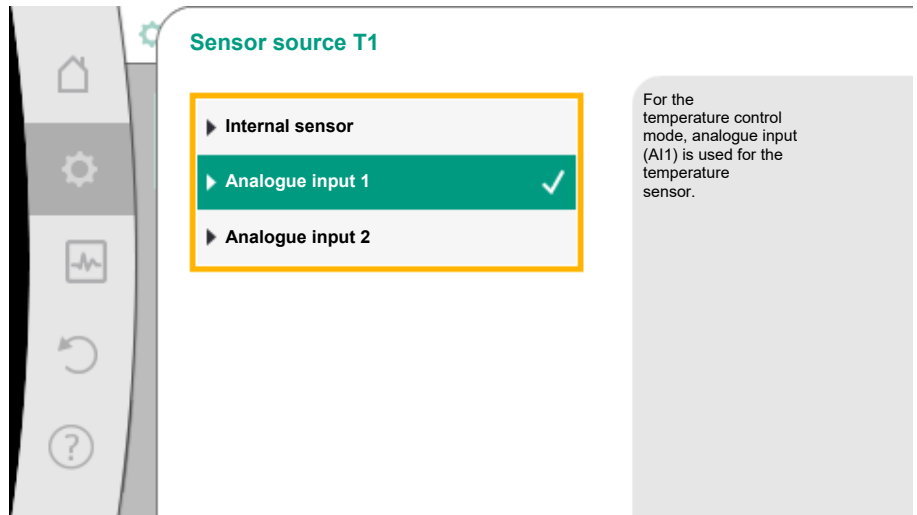 Sensor source T1
Internal sensor
Analogue input 1
Analogue input 2
For the
temperature control
mode, analogue input
(AI1) is used for the
temperature
sensor.
?